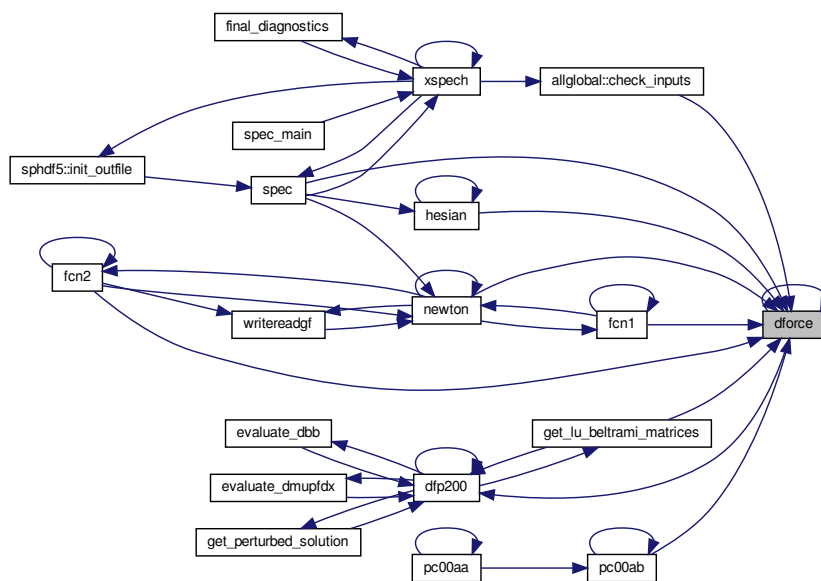 final_diagnostics
xspech
allglobal::check_inputs
spec_main
sphdf5::init_outfile
spec
hesian
fcn2
newton
writereadgf
fcn1
dforce
evaluate_dbb
get_lu_beltrami_matrices
evaluate_dmupfdx
dfp200
get_perturbed_solution
pc00aa
pc00ab